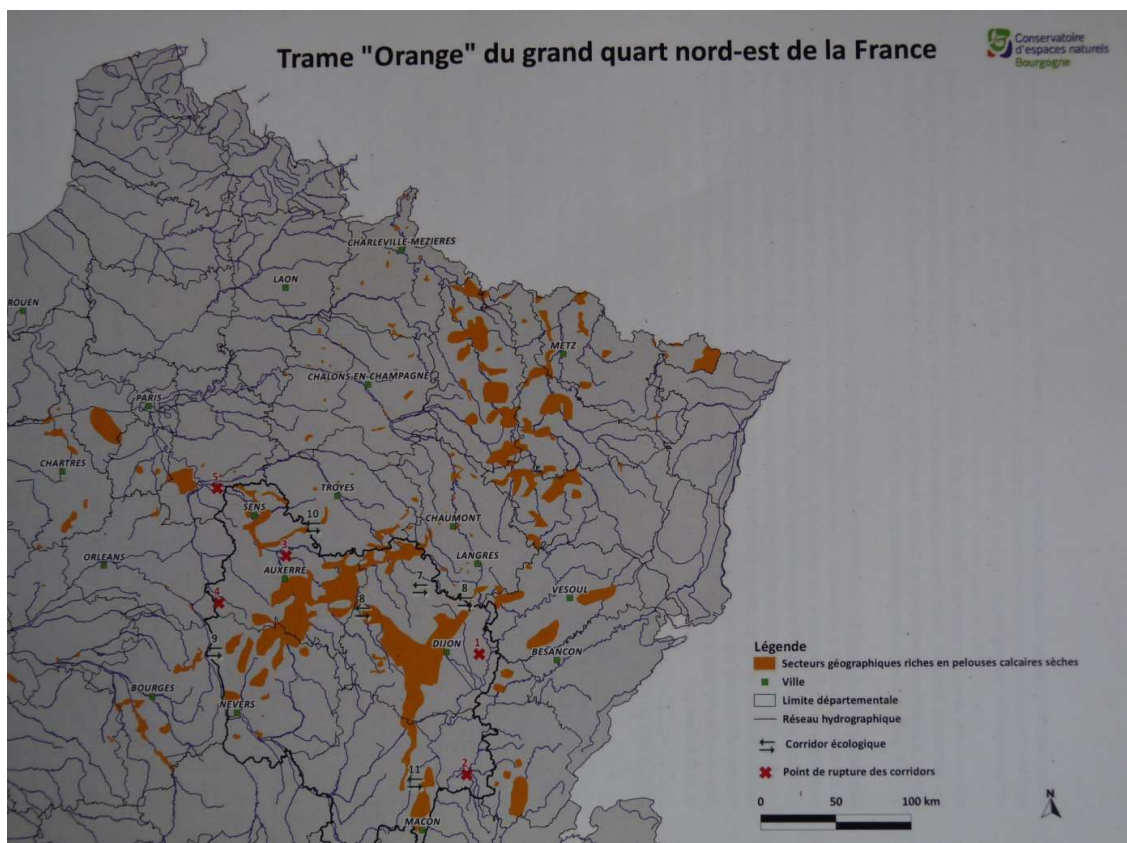 Trame "Orange" du grand quart nord-est de la France
Conservatoire
d'espaces naturels
Bourgogne
CHARLEVILLE-MEZIERES
LAON
ROUEN
METZ
CHALONS-EN-CHAMPAGNE
PARIS
CHARTRES
5
TROYES
SENS
10
CHAUMONT
3
ORLEANS
LANGRES
AUXERRE
7
8
VESOUL
4
8
9
DIJON
1
BESANCON
BOURGES
NEVERS
11
2
MACON
Légende
Secteurs géographiques riches en pelouses calcaires sèches
Ville
Limite départementale
Réseau hydrographique
Corridor écologique
Point de rupture des corridors
0 50 100 km
N